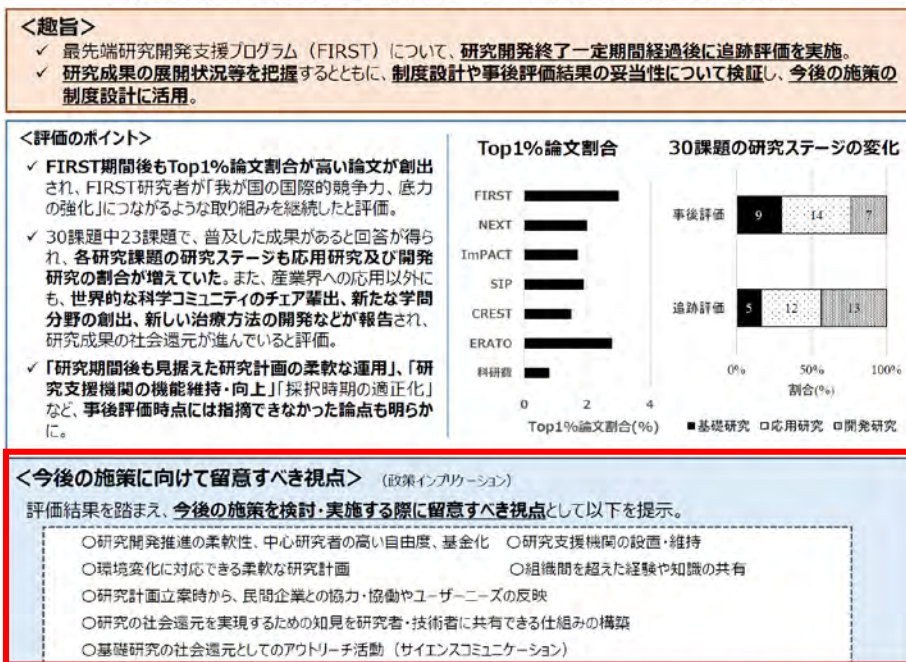 <趣旨>
✓ 最先端研究開発支援プログラム(FIRST)について、研究開発終了一定期間経過後に追跡評価を実施。
✓ 研究成果の展開状況等を把握するとともに、制度設計や事後評価結果の妥当性について検証し、今後の施策の
制度設計に活用。
<評価のポイント>
✓ FIRST期間後もTop1%論文割合が高い論文が創出
され、FIRST研究者が「我が国の国際的競争力、底力
の強化」につながるような取り組みを継続したと評価。
✓ 30課題中23課題で、普及した成果があると回答が得ら
れ、各研究課題の研究ステージも応用研究及び開発
研究の割合が増えていた。また、産業界への応用以外に
も、世界的な科学コミュニティのチェア輩出、新たな学問
分野の創出、新しい治療方法の開発などが報告され、
研究成果の社会還元が進んでいると評価。
✓ 「研究期間後も見据えた研究計画の柔軟な運用」、「研
究支援機関の機能維持・向上」「採択時期の適正化」
など、事後評価時点には指摘できなかった論点も明らか
に。
Top1%論文割合
FIRST
NEXT
ImPACT
SIP
CREST
ERATO
科研費
0 2 4
Top1%論文割合(%)
30課題の研究ステージの変化
事後評価 9 14 7
追跡評価 5 12 13
0% 50% 100%
割合(%)
■基礎研究 □応用研究 □開発研究
<今後の施策に向けて留意すべき視点> (政策インプリケーション)
評価結果を踏まえ、今後の施策を検討・実施する際に留意すべき視点として以下を提示。
○研究開発推進の柔軟性、中心研究者の高い自由度、基金化 ○研究支援機関の設置・維持
○環境変化に対応できる柔軟な研究計画 ○組織間を超えた経験や知識の共有
○研究計画立案時から、民間企業との協力・協働やユーザーニーズの反映
○研究の社会還元を実現するための知見を研究者・技術者に共有できる仕組みの構築
○基礎研究の社会還元としてのアウトリーチ活動(サイエンスコミュニケーション)